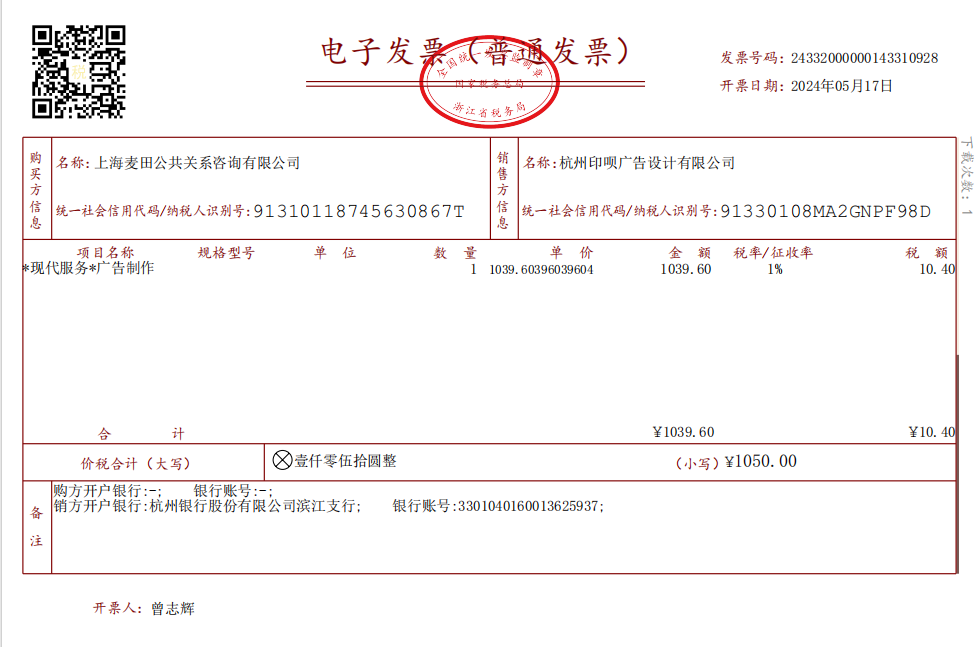 电子发票（普通发票）
全国统一发票监制章
国家税务总局
浙江省税务局
税
发票号码：24332000000143310928
开票日期：2024年05月17日
下载次数：1
购买方信息
名称：上海麦田公共关系咨询有限公司
统一社会信用代码/纳税人识别号：91310118745630867T
销售方信息
名称：杭州印呗广告设计有限公司
统一社会信用代码/纳税人识别号：91330108MA2GNPF98D
项目名称 规格型号 单位 数量 单价 金额 税率/征收率 税额
*现代服务*广告制作 1 1039.60396039604 1039.60 1% 10.40
合计 ¥1039.60 ¥10.40
价税合计（大写） 壹仟零伍拾圆整 （小写）¥1050.00
备注
购方开户银行:-; 银行账号:-;
销方开户银行:杭州银行股份有限公司滨江支行; 银行账号:3301040160013625937;
开票人：曾志辉